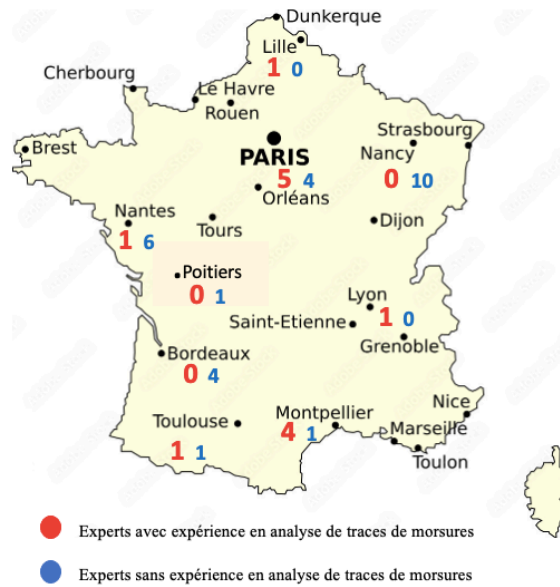 Dunkerque
Lille
1 0
Cherbourg
Le Havre
Rouen
Strasbourg
Brest
PARIS
Nancy
5 4
0 10
Orléans
Nantes
1 6
Tours
Dijon
Poitiers
0 1
Lyon
1 0
Saint-Etienne
Grenoble
Bordeaux
0 4
Nice
Montpellier
Toulouse
4 1
Marseille
1 1
Toulon
Experts avec expérience en analyse de traces de morsures
Experts sans expérience en analyse de traces de morsures